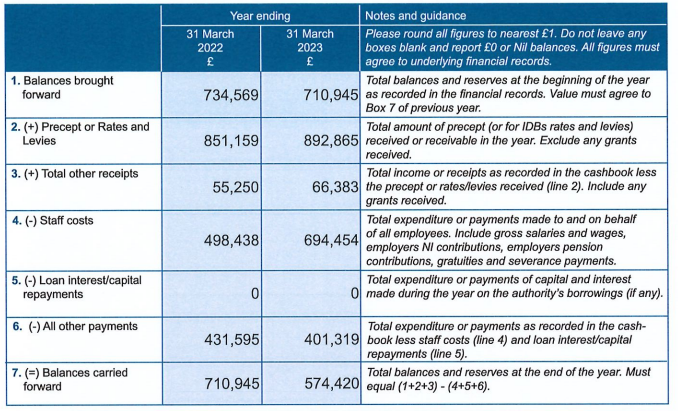 Year ending
Notes and guidance
31 March
2022
£
31 March
2023
£
Please round all figures to nearest £1. Do not leave any
boxes blank and report £0 or Nil balances. All figures must
agree to underlying financial records.
1. Balances brought
forward
734,569
710,945
Total balances and reserves at the beginning of the year
as recorded in the financial records. Value must agree to
Box 7 of previous year.
2. (+) Precept or Rates and
Levies
851,159
892,865
Total amount of precept (or for IDBs rates and levies)
received or receivable in the year. Exclude any grants
received.
3. (+) Total other receipts
55,250
66,383
Total income or receipts as recorded in the cashbook less
the precept or rates/levies received (line 2). Include any
grants received.
4. (-) Staff costs
498,438
694,454
Total expenditure or payments made to and on behalf
of all employees. Include gross salaries and wages,
employers NI contributions, employers pension
contributions, gratuities and severance payments.
5. (-) Loan interest/capital
repayments
0
0
Total expenditure or payments of capital and interest
made during the year on the authority's borrowings (if any).
6. (-) All other payments
431,595
401,319
Total expenditure or payments as recorded in the cash-
book less staff costs (line 4) and loan interest/capital
repayments (line 5).
7. (=) Balances carried
forward
710,945
574,420
Total balances and reserves at the end of the year. Must
equal (1+2+3) - (4+5+6).